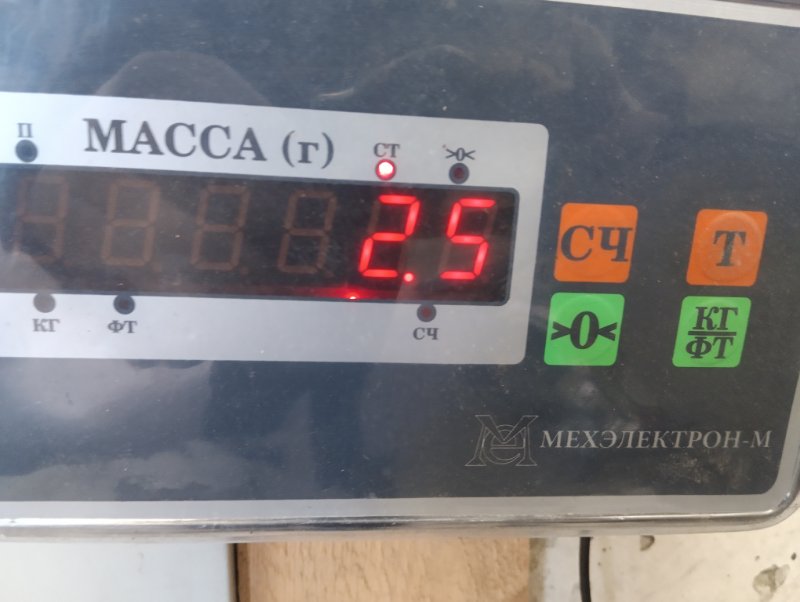 П МАССА (г) СТ >0<
2.5
КГ ФТ СЧ
СЧ Т
>0< КГ/ФТ
МЕХЭЛЕКТРОН-М